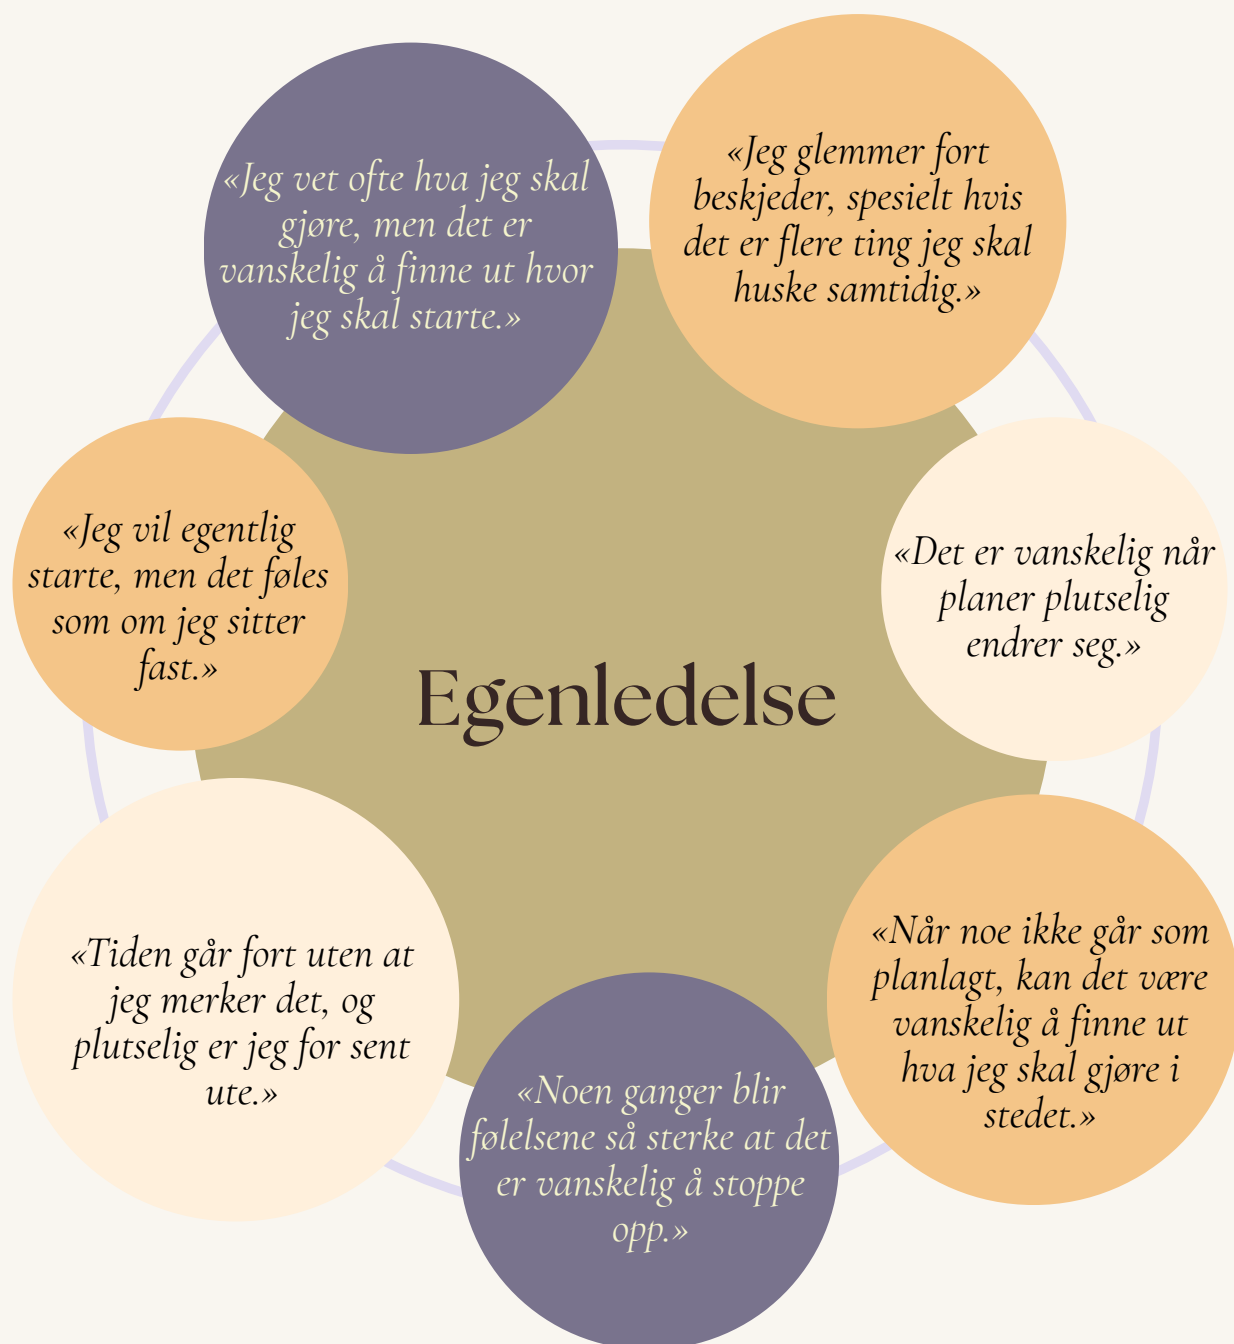 «Jeg vet ofte hva jeg skal
gjøre, men det er
vanskelig å finne ut hvor
jeg skal starte.»
«Jeg glemmer fort
beskjeder, spesielt hvis
det er flere ting jeg skal
huske samtidig.»
«Jeg vil egentlig
starte, men det føles
som om jeg sitter
fast.»
«Det er vanskelig når
planer plutselig
endrer seg.»
Egenledelse
«Tiden går fort uten at
jeg merker det, og
plutselig er jeg for sent
ute.»
«Når noe ikke går som
planlagt, kan det være
vanskelig å finne ut
hva jeg skal gjøre i
stedet.»
«Noen ganger blir
følelsene så sterke at det
er vanskelig å stoppe
opp.»